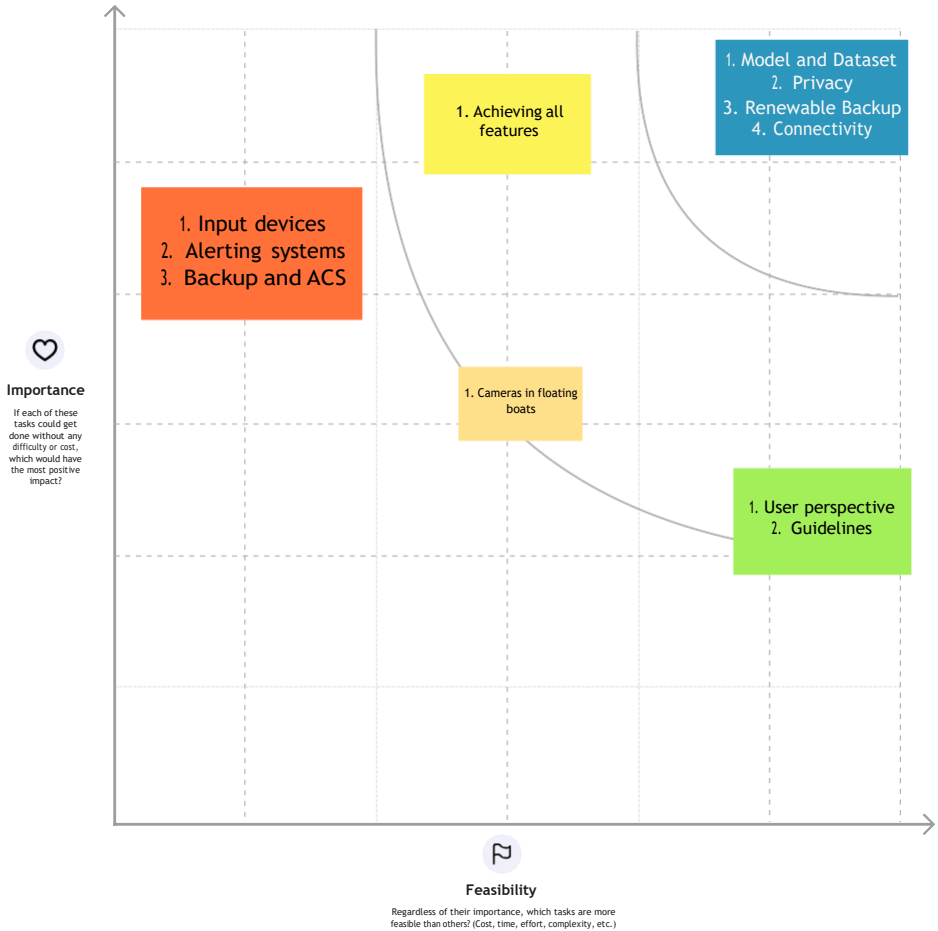 1. Model and Dataset
2. Privacy
3. Renewable Backup
4. Connectivity
1. Achieving all
features
1. Input devices
2. Alerting systems
3. Backup and ACS
1. Cameras in floating
boats
Importance
If each of these
tasks could get
done without any
difficulty or cost,
which would have
the most positive
impact?
1. User perspective
2. Guidelines
Feasibility
Regardless of their importance, which tasks are more
feasible than others? (Cost, time, effort, complexity, etc.)